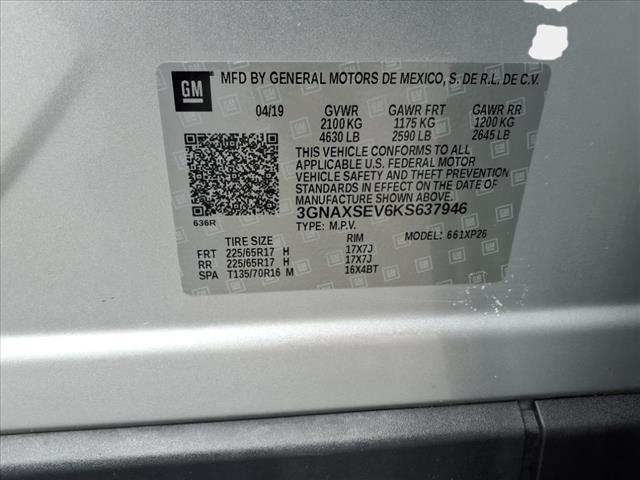 GM
MFD BY GENERAL MOTORS DE MEXICO, S. DE R.L. DE C.V.
04/19 GVWR GAWR FRT GAWR RR
2100 KG 1175 KG 1200 KG
4630 LB 2590 LB 2645 LB
THIS VEHICLE CONFORMS TO ALL
APPLICABLE U.S. FEDERAL MOTOR
VEHICLE SAFETY AND THEFT PREVENTION
STANDARDS IN EFFECT ON THE DATE OF
MANUFACTURE SHOWN ABOVE.
3GNAXSEV6KS637946
636R
TYPE: M.P.V. MODEL: 661XP26
TIRE SIZE RIM
FRT 225/65R17 H 17X7J
RR 225/65R17 H 17X7J
SPA T135/70R16 M 16X4BT